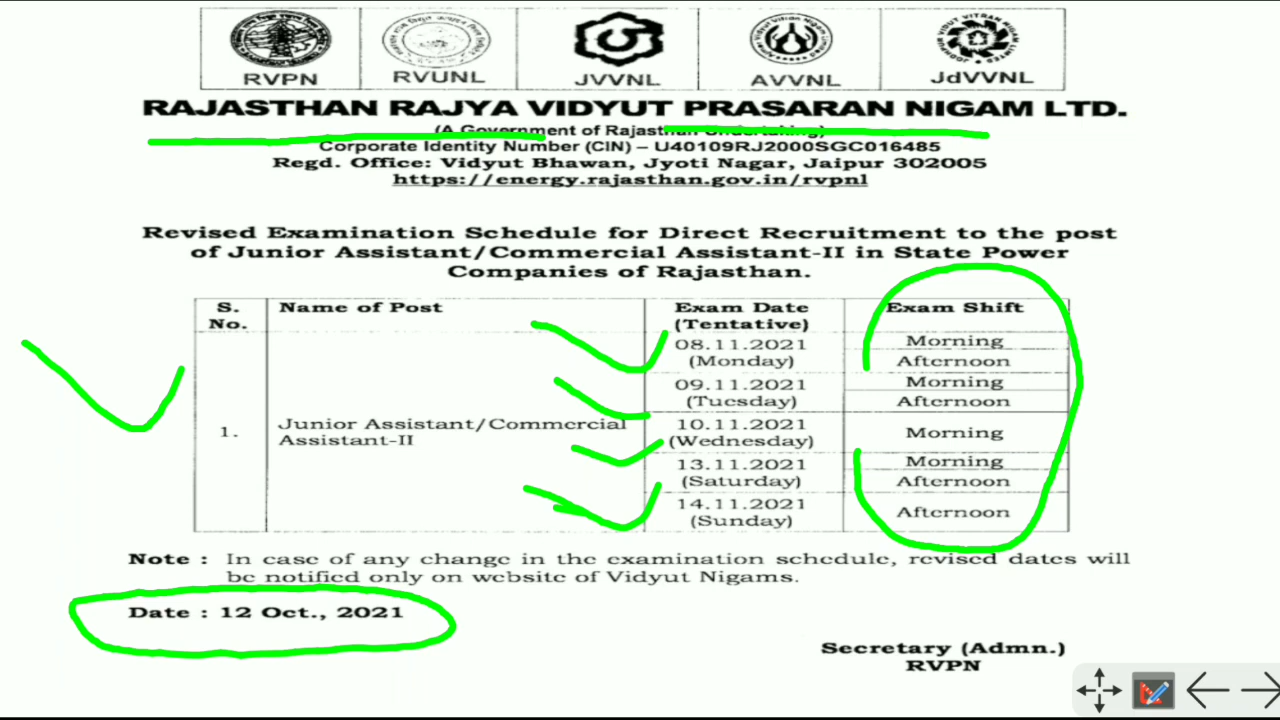 RVPN RVUNL JVVNL AVVNL JdVVNL
RAJASTHAN RAJYA VIDYUT PRASARAN NIGAM LTD.
(A Government of Rajasthan Undertaking)
Corporate Identity Number (CIN) – U40109RJ2000SGC016485
Regd. Office: Vidyut Bhawan, Jyoti Nagar, Jaipur 302005
https://energy.rajasthan.gov.in/rvpnl
Revised Examination Schedule for Direct Recruitment to the post
of Junior Assistant/Commercial Assistant-II in State Power
Companies of Rajasthan.
S. No. Name of Post Exam Date (Tentative) Exam Shift
1. Junior Assistant/Commercial Assistant-II
08.11.2021 (Monday) Morning
Afternoon
09.11.2021 (Tuesday) Morning
Afternoon
10.11.2021 (Wednesday) Morning
13.11.2021 (Saturday) Morning
Afternoon
14.11.2021 (Sunday) Afternoon
Note : In case of any change in the examination schedule, revised dates will
be notified only on website of Vidyut Nigams.
Date : 12 Oct., 2021
Secretary (Admn.)
RVPN